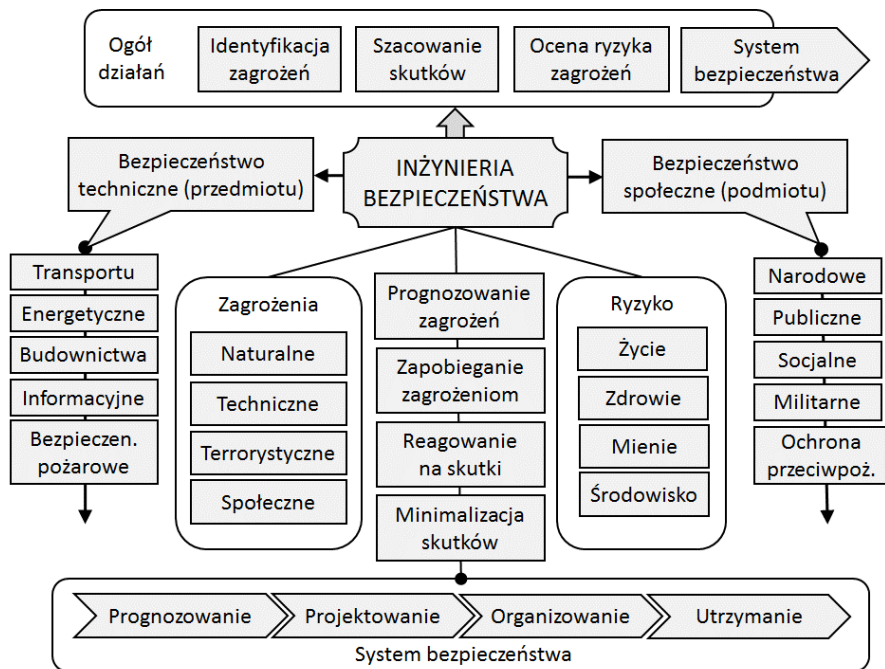 Ogół
działań
Identyfikacja
zagrożeń
Szacowanie
skutków
Ocena ryzyka
zagrożeń
System
bezpieczeństwa
Bezpieczeństwo
techniczne (przedmiotu)
INŻYNIERIA
BEZPIECZEŃSTWA
Bezpieczeństwo
społeczne (podmiotu)
Transportu
Energetyczne
Budownictwa
Informacyjne
Bezpieczen.
pożarowe
Zagrożenia
Naturalne
Techniczne
Terrorystyczne
Społeczne
Prognozowanie
zagrożeń
Zapobieganie
zagrożeniom
Reagowanie
na skutki
Minimalizacja
skutków
Ryzyko
Życie
Zdrowie
Mienie
Środowisko
Narodowe
Publiczne
Socjalne
Militarne
Ochrona
przeciwpoż.
Prognozowanie
Projektowanie
Organizowanie
Utrzymanie
System bezpieczeństwa